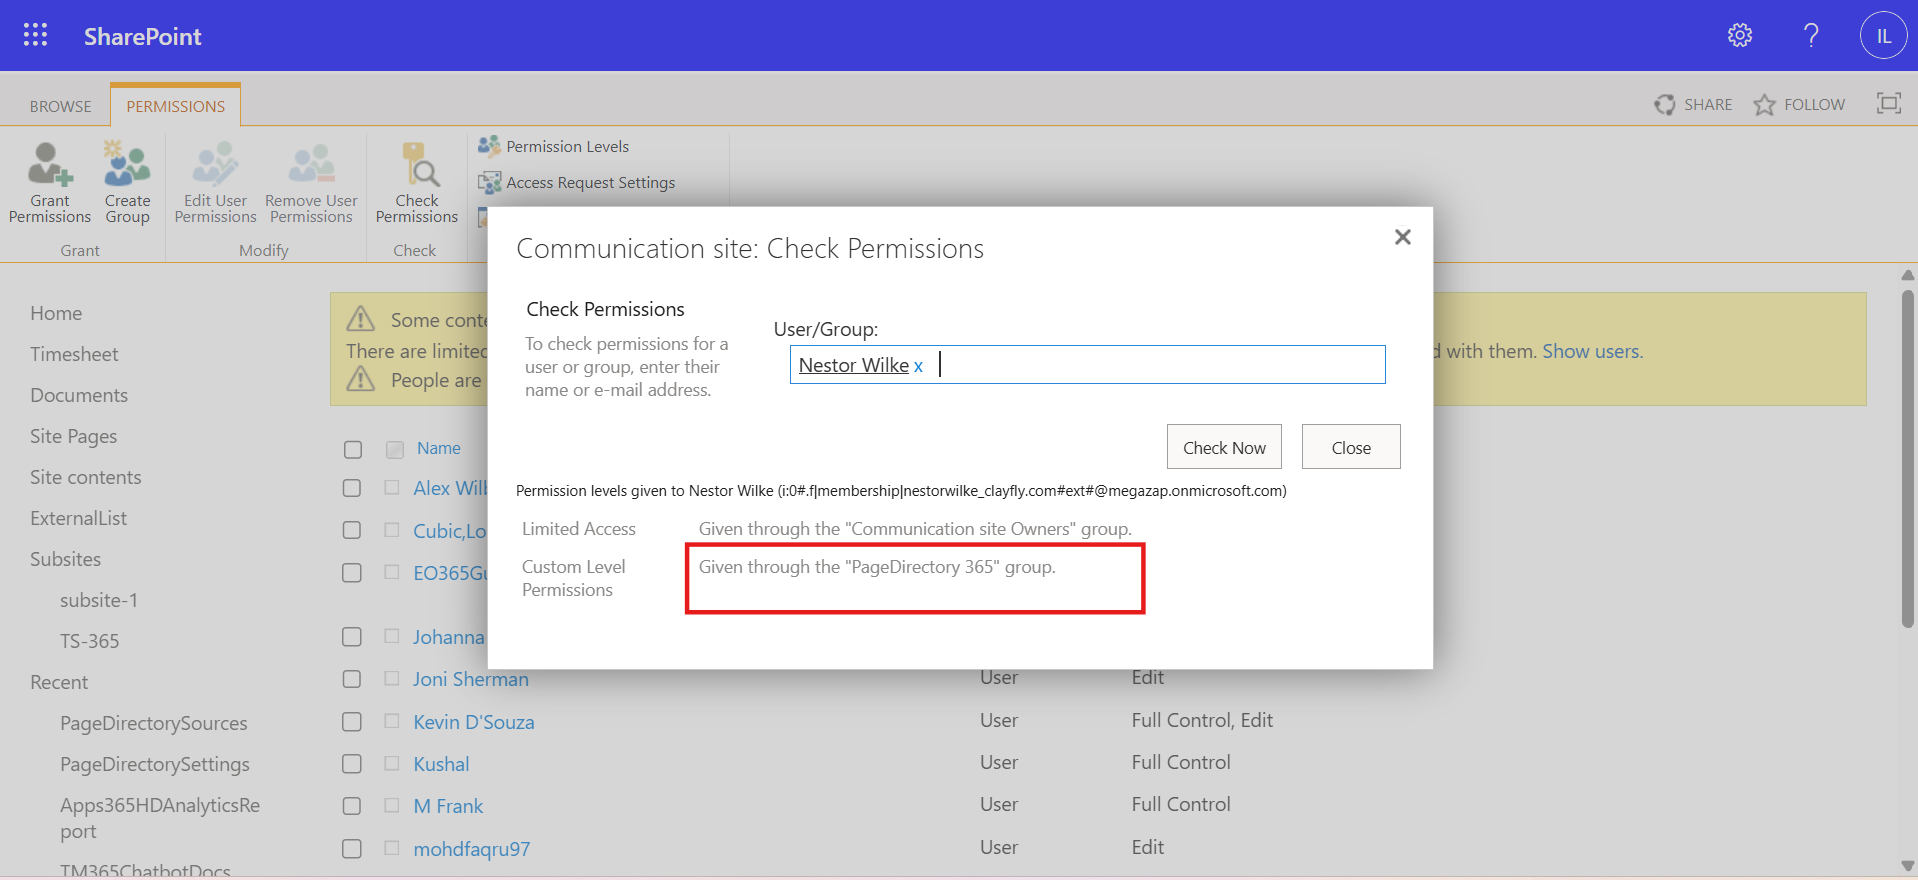 SharePoint
IL
BROWSE
PERMISSIONS
SHARE
FOLLOW
Grant
Permissions
Create
Group
Edit User
Permissions
Remove User
Permissions
Check
Permissions
Permission Levels
Access Request Settings
Grant
Modify
Check
Home
Timesheet
Documents
Site Pages
Site contents
ExternalList
Subsites
subsite-1
TS-365
Recent
PageDirectorySources
PageDirectorySettings
Apps365HDAnalyticsRe
port
TM365ChatbotDocs
Some conte
There are limited
d with them. Show users.
People are
Communication site: Check Permissions
Check Permissions
To check permissions for a
user or group, enter their
name or e-mail address.
User/Group:
Nestor Wilke x
Check Now
Close
Permission levels given to Nestor Wilke (i:0#.f|membership|nestorwilke_clayfly.com#ext#@megazap.onmicrosoft.com)
Limited Access
Given through the "Communication site Owners" group.
Custom Level
Permissions
Given through the "PageDirectory 365" group.
Name
Alex Wilb
Cubic,Lo
EO365Gu
Johanna
Joni Sherman
User
Edit
Kevin D'Souza
User
Full Control, Edit
Kushal
User
Full Control
M Frank
User
Full Control
mohdfaqru97
User
Edit